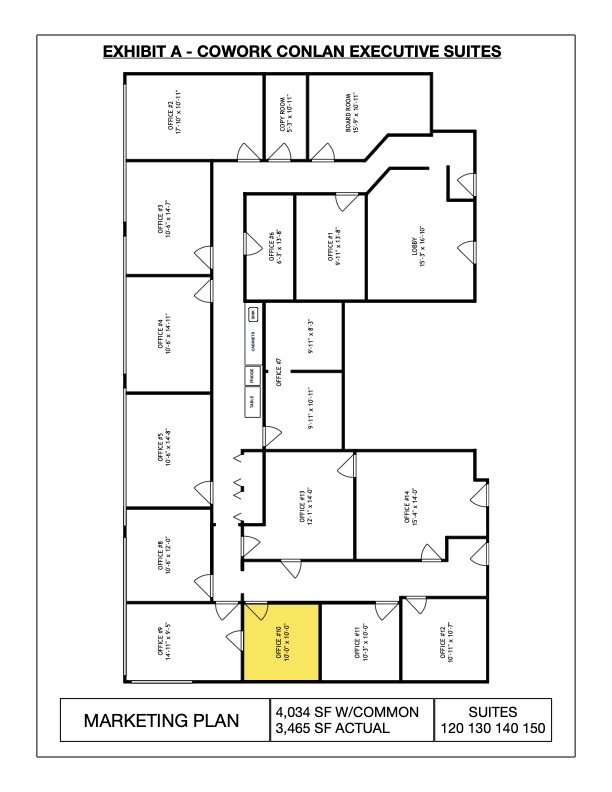 EXHIBIT A - COWORK CONLAN EXECUTIVE SUITES
OFFICE #2
17'-10" x 10'-11"
COPY ROOM
5'-3" x 10'-11"
BOARD ROOM
15'-9" x 10'-11"
OFFICE #3
10'-6" x 14'-7"
OFFICE #6
6'-3" x 13'-8"
OFFICE #1
9'-11" x 13'-8"
LOBBY
15'-3" x 16'-10"
OFFICE #4
10'-6" x 14'-11"
SINK
CABINETS
FRIDGE
TABLE
OFFICE #7
9'-11" x 8'-3"
9'-11" x 10'-11"
OFFICE #5
10'-6" x 14'-8"
OFFICE #13
12'-1" x 14'-0"
OFFICE #14
15'-4" x 14'-0"
OFFICE #8
10'-6" x 12'-0"
OFFICE #9
14'-11" x 9'-5"
OFFICE #10
10'-0" x 10'-0"
OFFICE #11
10'-3" x 10'-0"
OFFICE #12
10'-11" x 10'-7"
MARKETING PLAN
4,034 SF W/COMMON
3,465 SF ACTUAL
SUITES
120 130 140 150